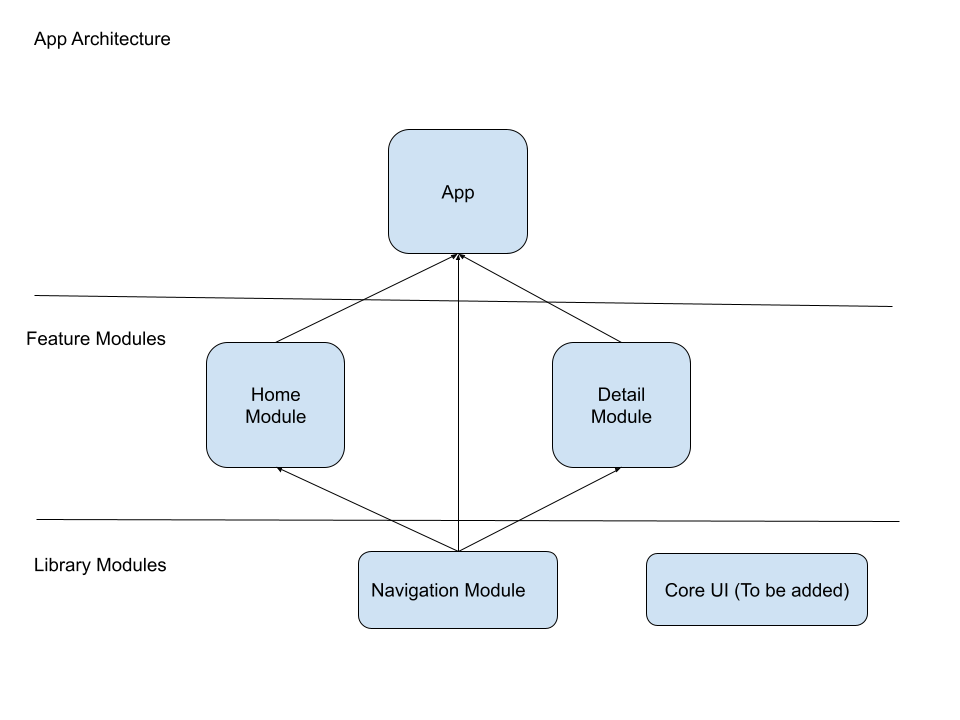 App Architecture
App
Feature Modules
Home
Module
Detail
Module
Library Modules
Navigation Module
Core UI (To be added)